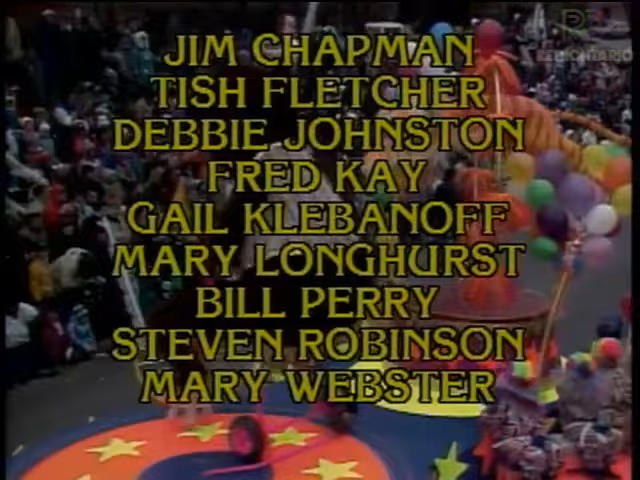 JIM CHAPMAN
TISH FLETCHER
DEBBIE JOHNSTON
FRED KAY
GAIL KLEBANOFF
MARY LONGHURST
BILL PERRY
STEVEN ROBINSON
MARY WEBSTER